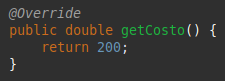 @Override
public double getCosto() {
    return 200;
}